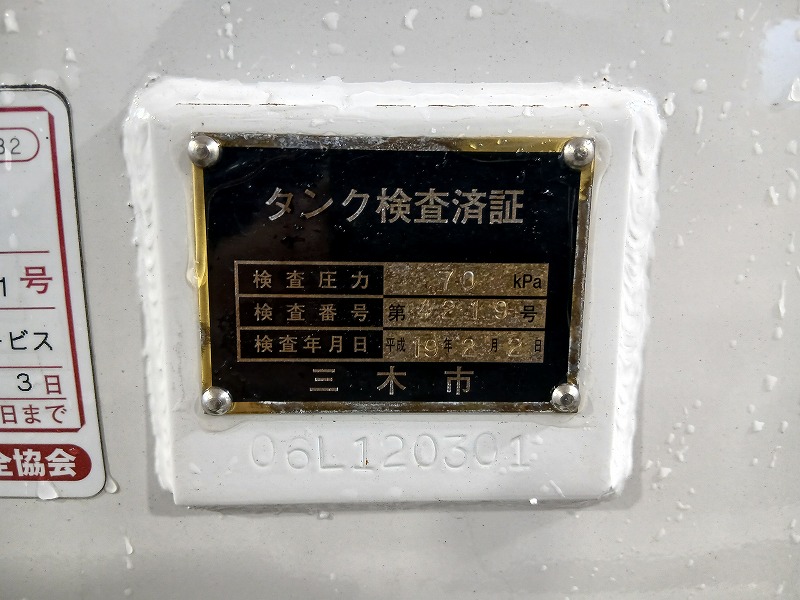 32
1号
ービス
3日
日まで
全協会
タンク検査済証
検査圧力 70 kPa
検査番号 第4219号
検査年月日 平成19年2月2日
三木市
06L120301